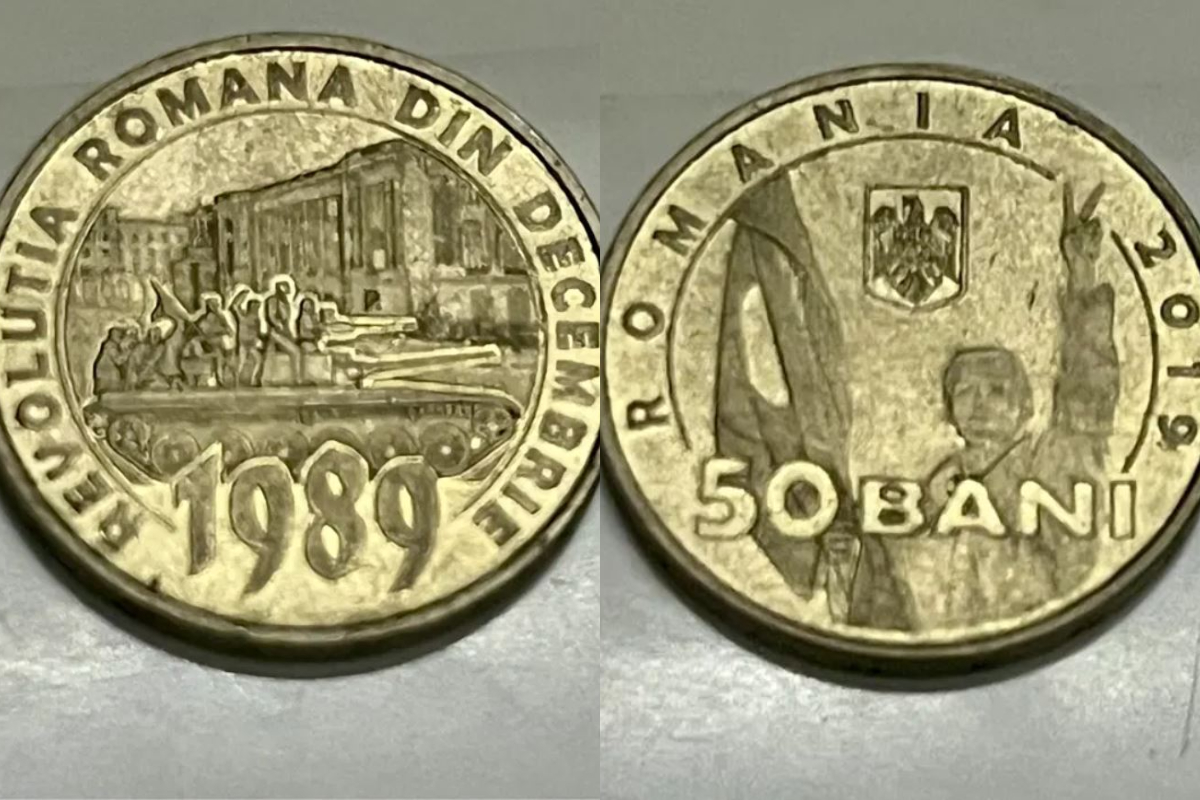 REVOLUTIA ROMANA DIN DECEMBRIE
1989
ROMANIA 2019
50 BANI